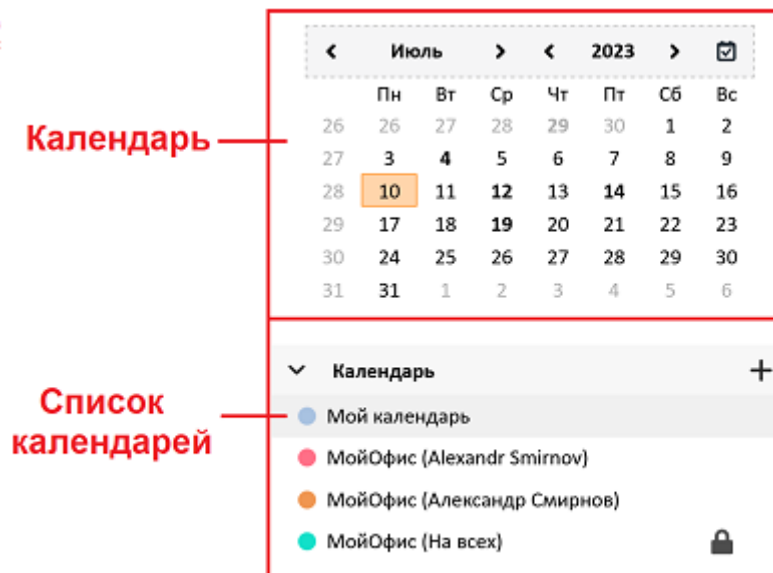 Июль 2023
Пн Вт Ср Чт Пт Сб Вс
26 26 27 28 29 30 1 2
27 3 4 5 6 7 8 9
Календарь
28 10 11 12 13 14 15 16
29 17 18 19 20 21 22 23
30 24 25 26 27 28 29 30
31 31 1 2 3 4 5 6
Календарь
Список
календарей
Мой календарь
МойОфис (Alexandr Smirnov)
МойОфис (Александр Смирнов)
МойОфис (На всех)